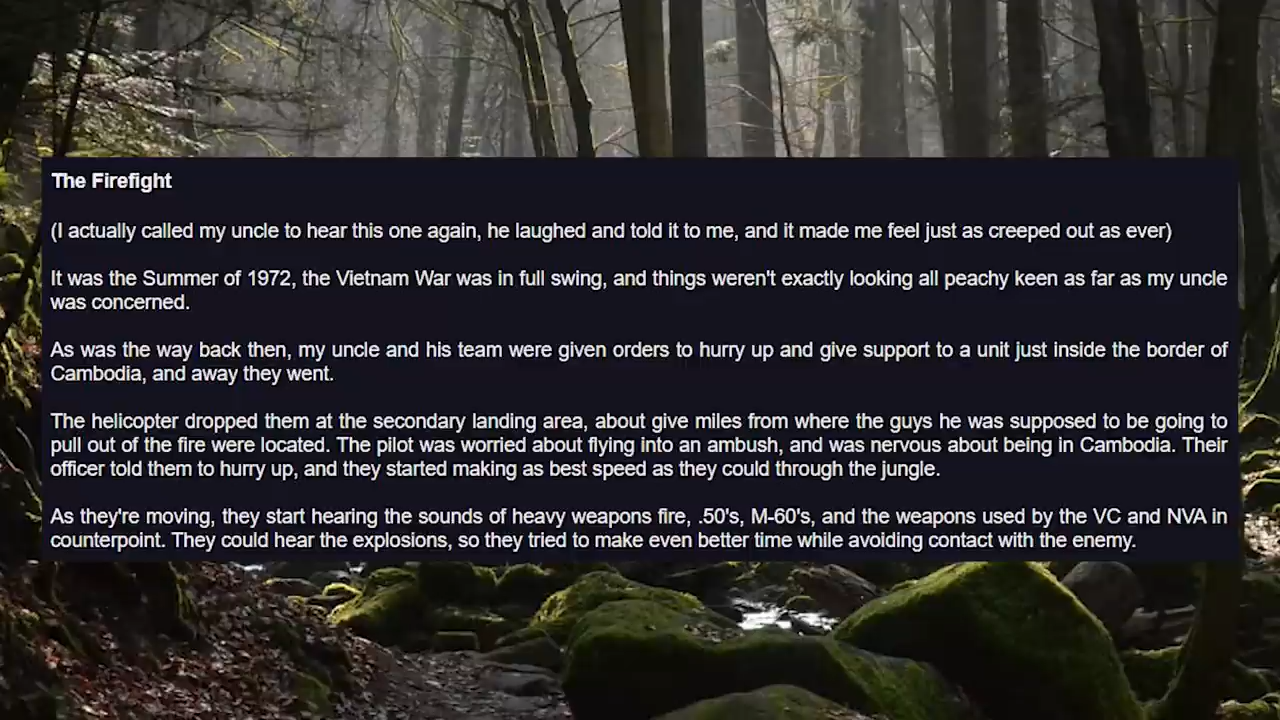 The Firefight
(I actually called my uncle to hear this one again, he laughed and told it to me, and it made me feel just as creeped out as ever)
It was the Summer of 1972, the Vietnam War was in full swing, and things weren't exactly looking all peachy keen as far as my uncle
was concerned.
As was the way back then, my uncle and his team were given orders to hurry up and give support to a unit just inside the border of
Cambodia, and away they went.
The helicopter dropped them at the secondary landing area, about give miles from where the guys he was supposed to be going to
pull out of the fire were located. The pilot was worried about flying into an ambush, and was nervous about being in Cambodia. Their
officer told them to hurry up, and they started making as best speed as they could through the jungle.
As they're moving, they start hearing the sounds of heavy weapons fire, .50's, M-60's, and the weapons used by the VC and NVA in
counterpoint. They could hear the explosions, so they tried to make even better time while avoiding contact with the enemy.